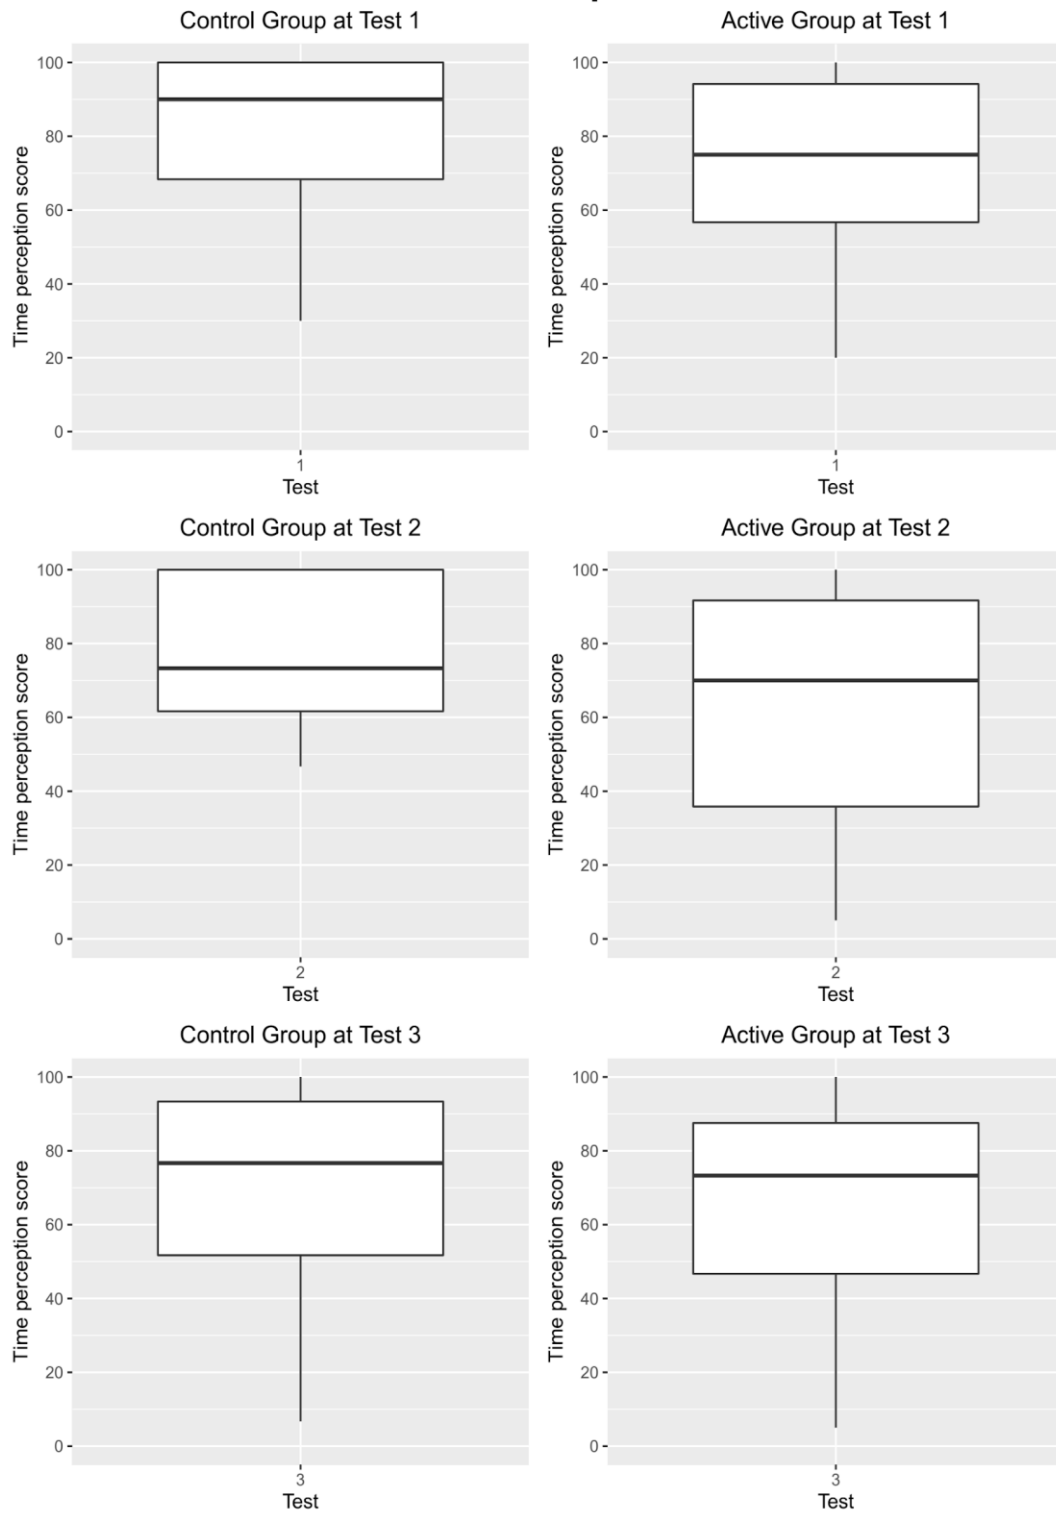 Control Group at Test 1
Time perception score
100
80
60
40
20
0
1
Test
Active Group at Test 1
Time perception score
100
80
60
40
20
0
1
Test
Control Group at Test 2
Time perception score
100
80
60
40
20
0
2
Test
Active Group at Test 2
Time perception score
100
80
60
40
20
0
2
Test
Control Group at Test 3
Time perception score
100
80
60
40
20
0
3
Test
Active Group at Test 3
Time perception score
100
80
60
40
20
0
3
Test